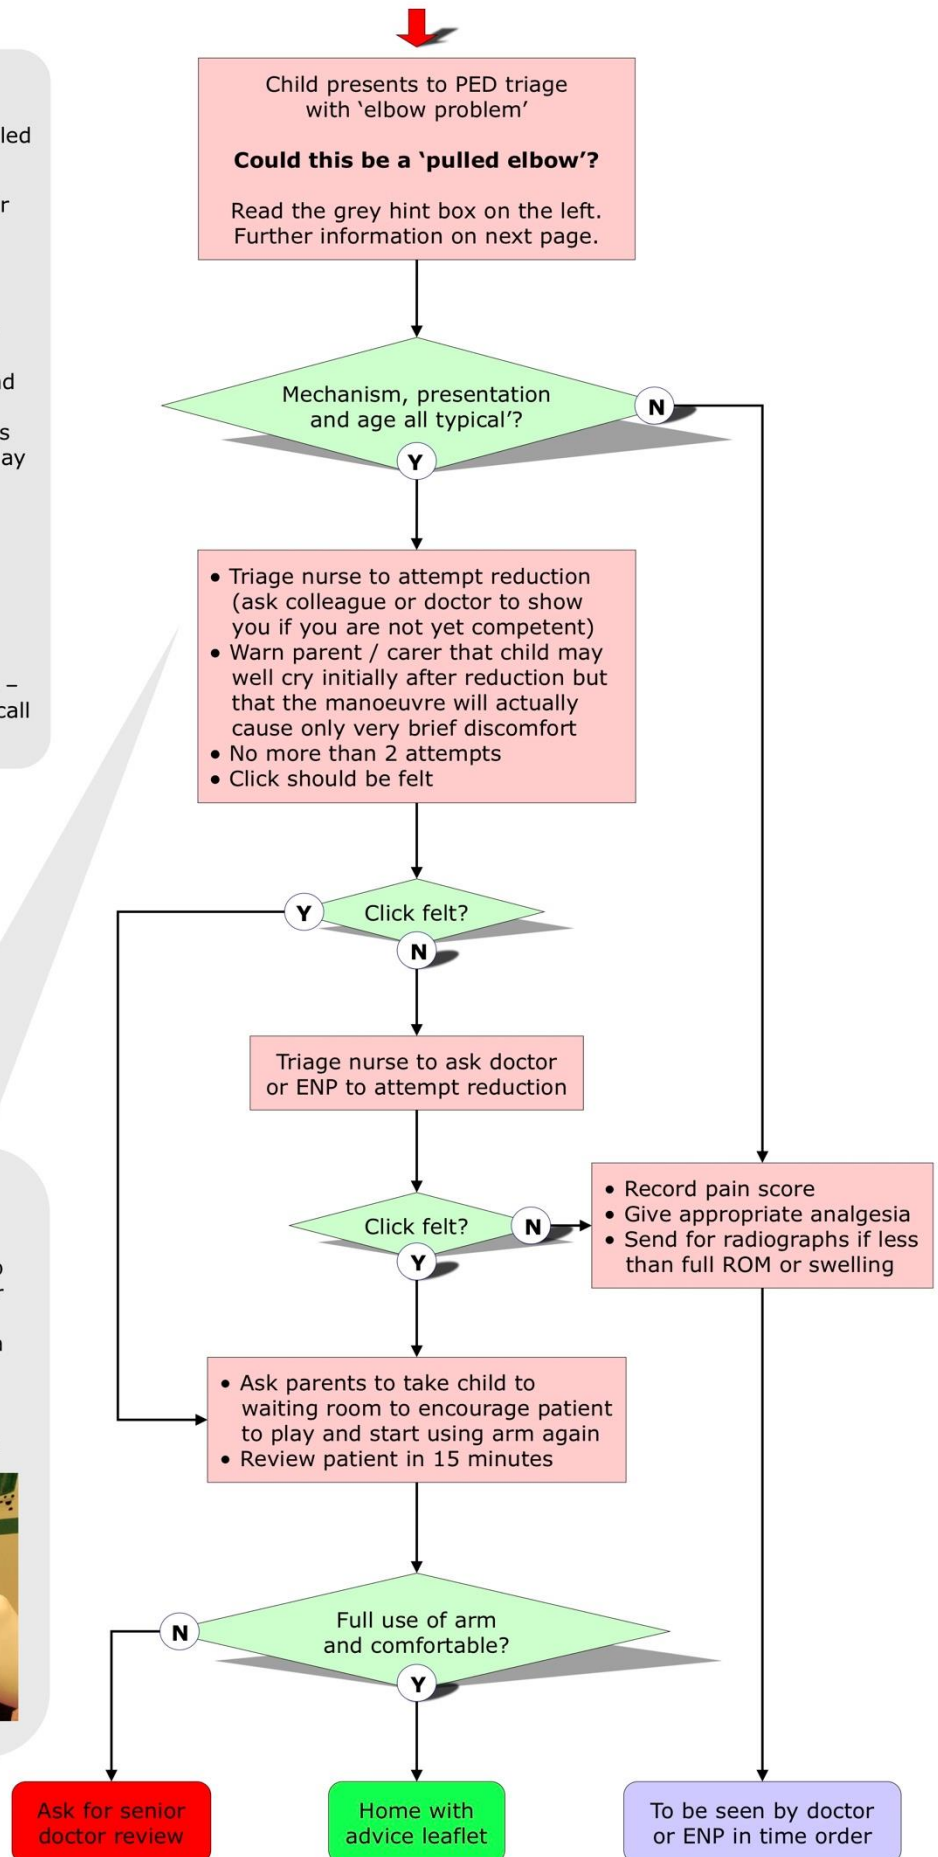 led
r
nd
s
ay
–
call
Child presents to PED triage
with ‘elbow problem’
Could this be a ‘pulled elbow’?
Read the grey hint box on the left.
Further information on next page.
Mechanism, presentation
and age all typical’?
N
Y
• Triage nurse to attempt reduction
(ask colleague or doctor to show
you if you are not yet competent)
• Warn parent / carer that child may
well cry initially after reduction but
that the manoeuvre will actually
cause only very brief discomfort
• No more than 2 attempts
• Click should be felt
Y
Click felt?
N
Triage nurse to ask doctor
or ENP to attempt reduction
Click felt?
N
Y
• Record pain score
• Give appropriate analgesia
• Send for radiographs if less
than full ROM or swelling
• Ask parents to take child to
waiting room to encourage patient
to play and start using arm again
• Review patient in 15 minutes
N
Full use of arm
and comfortable?
Y
Ask for senior
doctor review
Home with
advice leaflet
To be seen by doctor
or ENP in time order